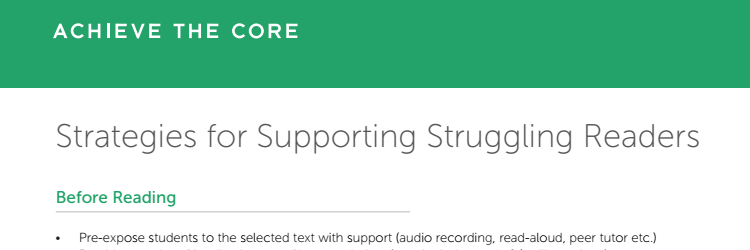 ACHIEVE THE CORE
Strategies for Supporting Struggling Readers
Before Reading
• Pre-expose students to the selected text with support (audio recording, read-aloud, peer tutor etc.)